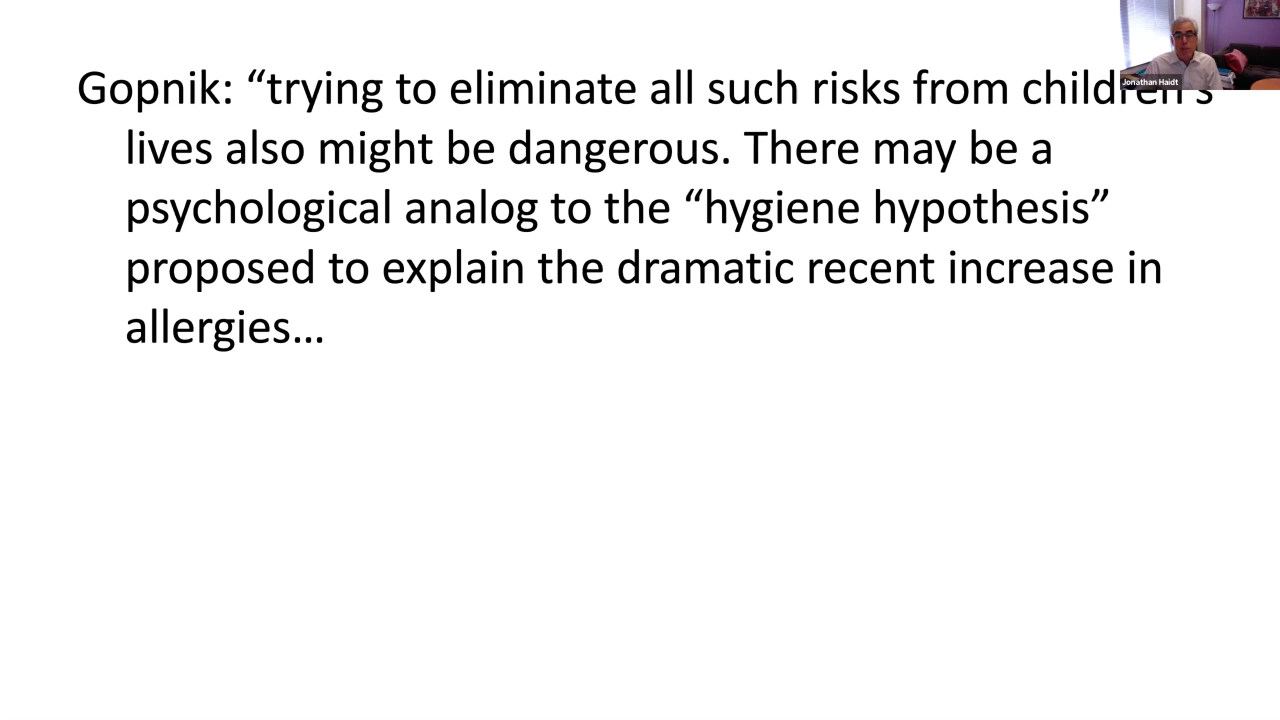 Gopnik: “trying to eliminate all such risks from children’s
lives also might be dangerous. There may be a
psychological analog to the “hygiene hypothesis”
proposed to explain the dramatic recent increase in
allergies…
Jonathan Haidt